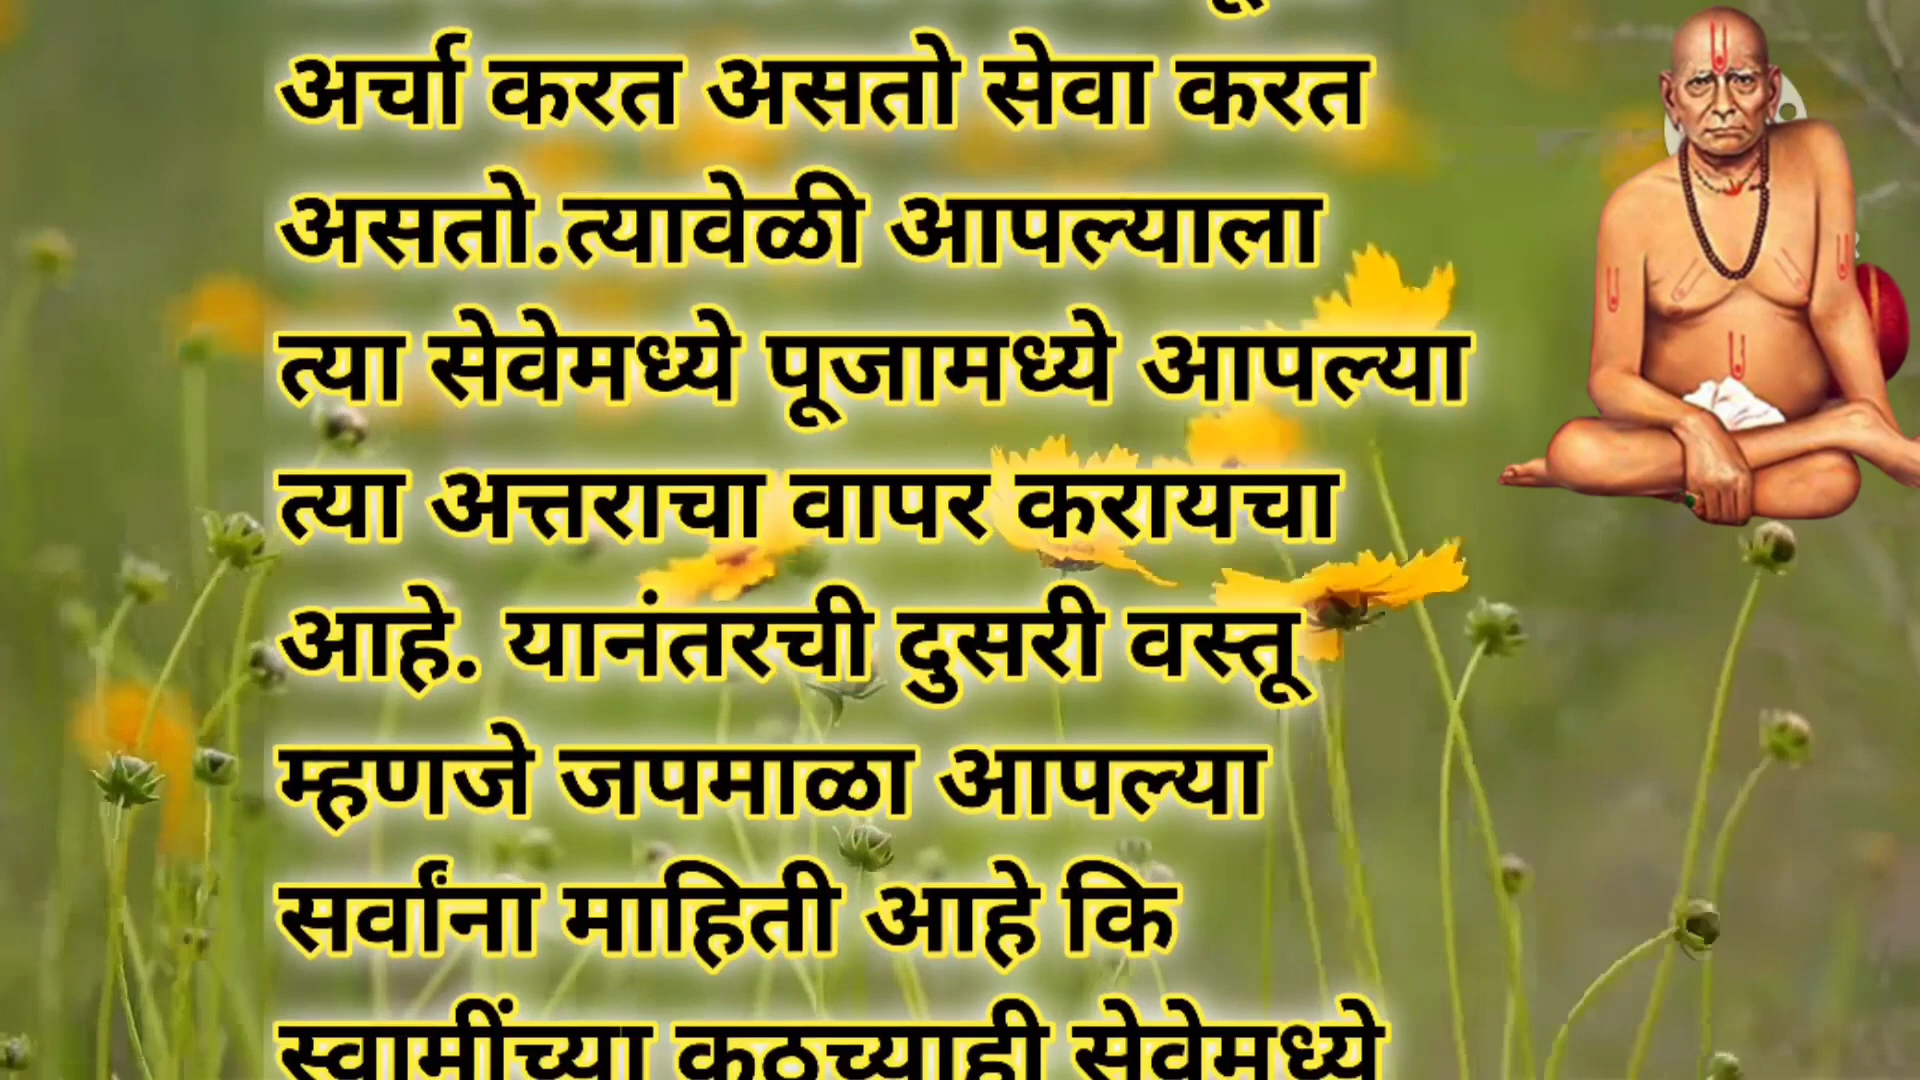 अर्चा करत असतो सेवा करत
असतो.त्यावेळी आपल्याला
त्या सेवेमध्ये पूजामध्ये आपल्या
त्या अत्तराचा वापर करायचा
आहे. यानंतरची दुसरी वस्तू
म्हणजे जपमाळा आपल्या
सर्वांना माहिती आहे कि
स्वामींच्या कुठच्याही सेवेमध्ये